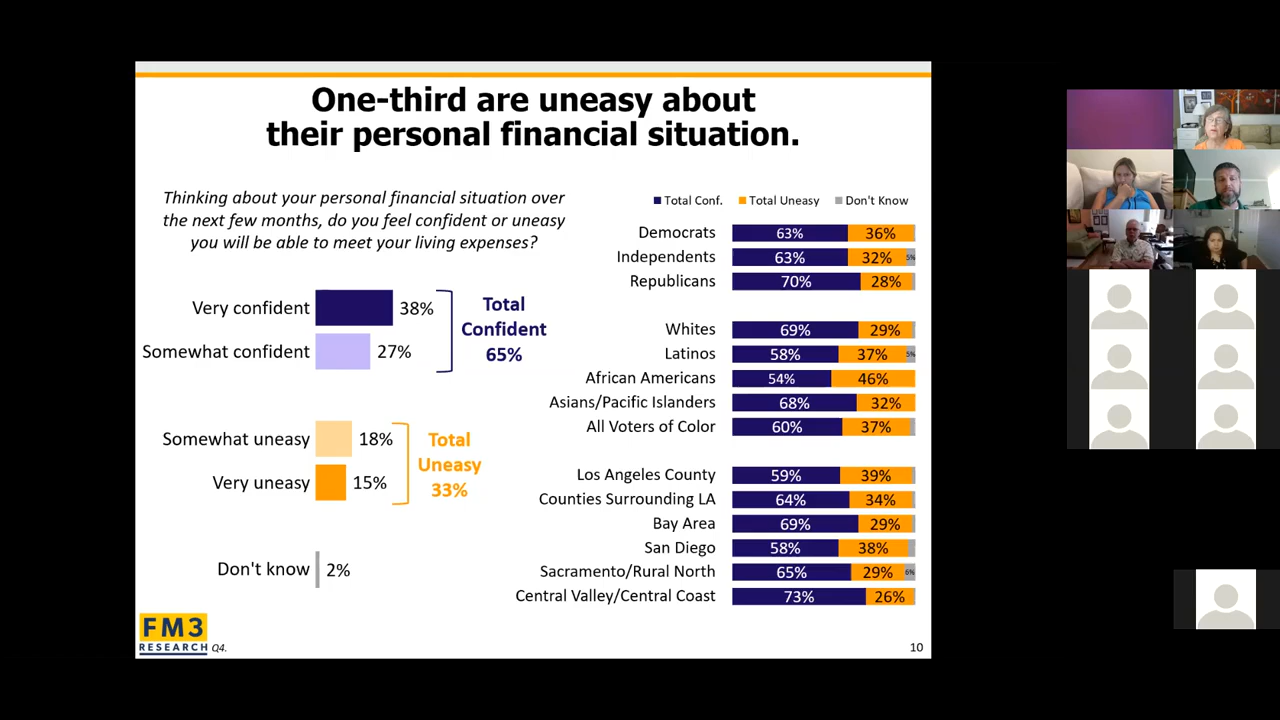 One-third are uneasy about
their personal financial situation.
Thinking about your personal financial situation over
the next few months, do you feel confident or uneasy
you will be able to meet your living expenses?
Very confident 38%
Somewhat confident 27%
Total
Confident
65%
Somewhat uneasy 18%
Very uneasy 15%
Total
Uneasy
33%
Don't know 2%
Total Conf. Total Uneasy Don't Know
Democrats 63% 36%
Independents 63% 32% 5%
Republicans 70% 28%
Whites 69% 29%
Latinos 58% 37% 5%
African Americans 54% 46%
Asians/Pacific Islanders 68% 32%
All Voters of Color 60% 37%
Los Angeles County 59% 39%
Counties Surrounding LA 64% 34%
Bay Area 69% 29%
San Diego 58% 38%
Sacramento/Rural North 65% 29% 6%
Central Valley/Central Coast 73% 26%
FM3
RESEARCH
Q4.
10